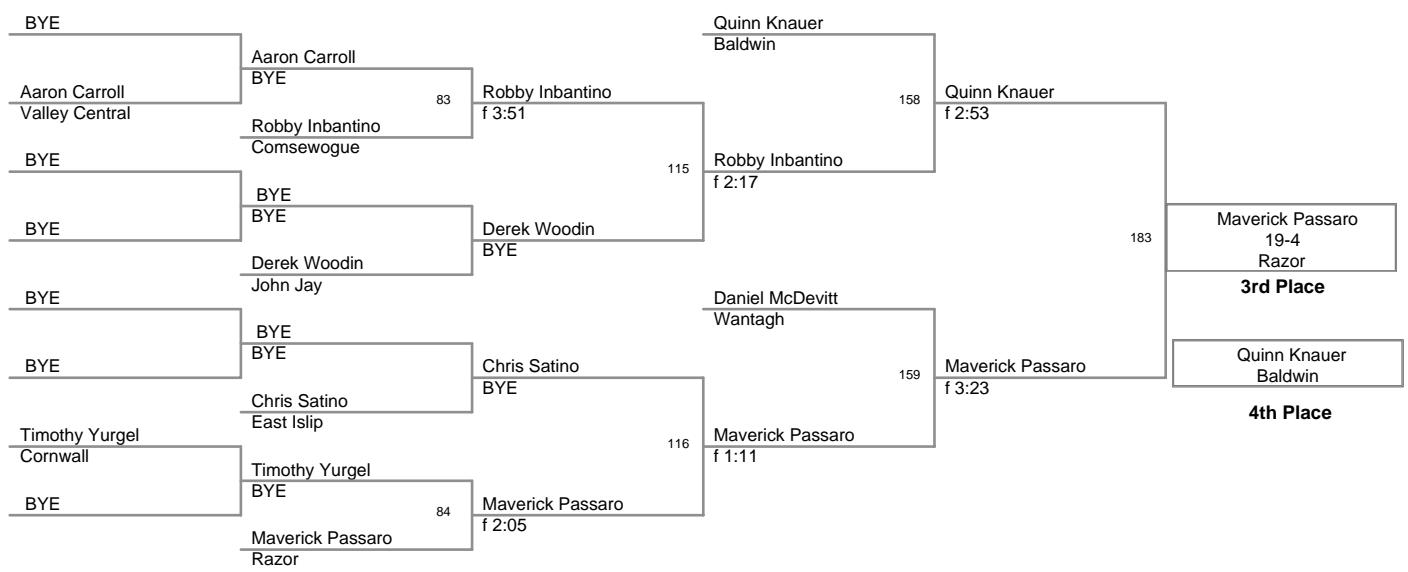 BYE
Aaron Carroll
Valley Central
BYE
BYE
BYE
BYE
Timothy Yurgel
Cornwall
BYE
Aaron Carroll
BYE
83
Robby Inbantino
Comsewogue
BYE
BYE
Derek Woodin
John Jay
BYE
BYE
Chris Satino
East Islip
Timothy Yurgel
BYE
84
Maverick Passaro
Razor
Robby Inbantino
f 3:51
115
Derek Woodin
BYE
Chris Satino
BYE
116
Maverick Passaro
f 2:05
Quinn Knauer
Baldwin
158
Robby Inbantino
f 2:17
Daniel McDevitt
Wantagh
159
Maverick Passaro
f 1:11
Quinn Knauer
f 2:53
183
Maverick Passaro
f 3:23
Maverick Passaro
19-4
Razor
3rd Place
Quinn Knauer
Baldwin
4th Place